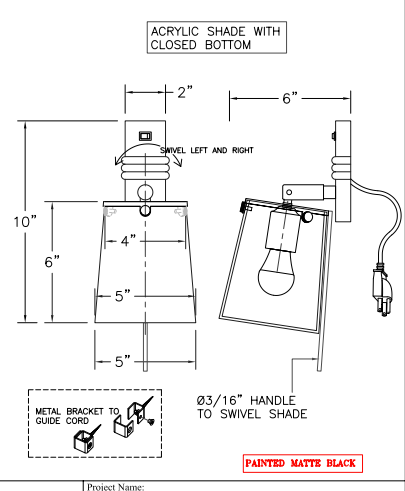 ACRYLIC SHADE WITH
CLOSED BOTTOM
2"
6"
SWIVEL LEFT AND RIGHT
10"
6"
4"
5"
5"
Ø3/16" HANDLE
TO SWIVEL SHADE
METAL BRACKET TO
GUIDE CORD
PAINTED MATTE BLACK
Project Name: